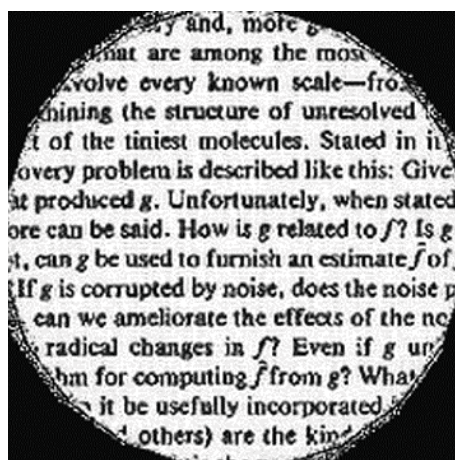 y and, more g
hat are among the most
volve every known scale—fro
mining the structure of unresolved
t of the tiniest molecules. Stated in it
overy problem is described like this: Give
at produced g. Unfortunately, when stated
ore can be said. How is g related to f? Is g
t, can g be used to furnish an estimate f̂ of
If g is corrupted by noise, does the noise p
can we ameliorate the effects of the no
radical changes in f? Even if g un
hm for computing f̂ from g? What
it be usefully incorporated
d others) are the kind